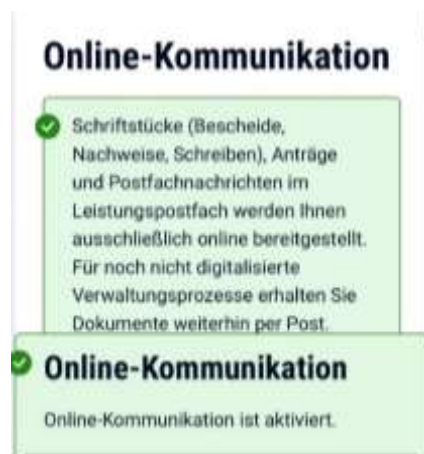 Online-Kommunikation
Schriftstücke (Bescheide,
Nachweise, Schreiben), Anträge
und Postfachnachrichten im
Leistungspostfach werden Ihnen
ausschließlich online bereitgestellt.
Für noch nicht digitalisierte
Verwaltungsprozesse erhalten Sie
Dokumente weiterhin per Post.
Online-Kommunikation
Online-Kommunikation ist aktiviert.